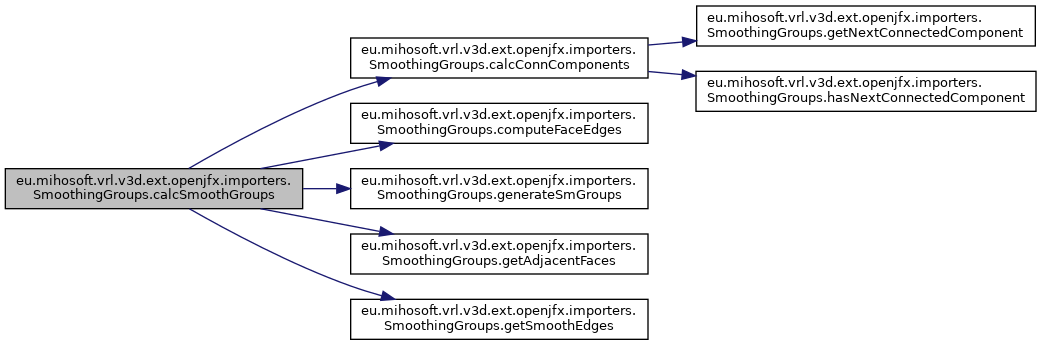 eu.mihosoft.vrl.v3d.ext.openjfx.importers.
SmoothingGroups.calcSmoothGroups
eu.mihosoft.vrl.v3d.ext.openjfx.importers.
SmoothingGroups.calcConnComponents
eu.mihosoft.vrl.v3d.ext.openjfx.importers.
SmoothingGroups.getNextConnectedComponent
eu.mihosoft.vrl.v3d.ext.openjfx.importers.
SmoothingGroups.hasNextConnectedComponent
eu.mihosoft.vrl.v3d.ext.openjfx.importers.
SmoothingGroups.computeFaceEdges
eu.mihosoft.vrl.v3d.ext.openjfx.importers.
SmoothingGroups.generateSmGroups
eu.mihosoft.vrl.v3d.ext.openjfx.importers.
SmoothingGroups.getAdjacentFaces
eu.mihosoft.vrl.v3d.ext.openjfx.importers.
SmoothingGroups.getSmoothEdges